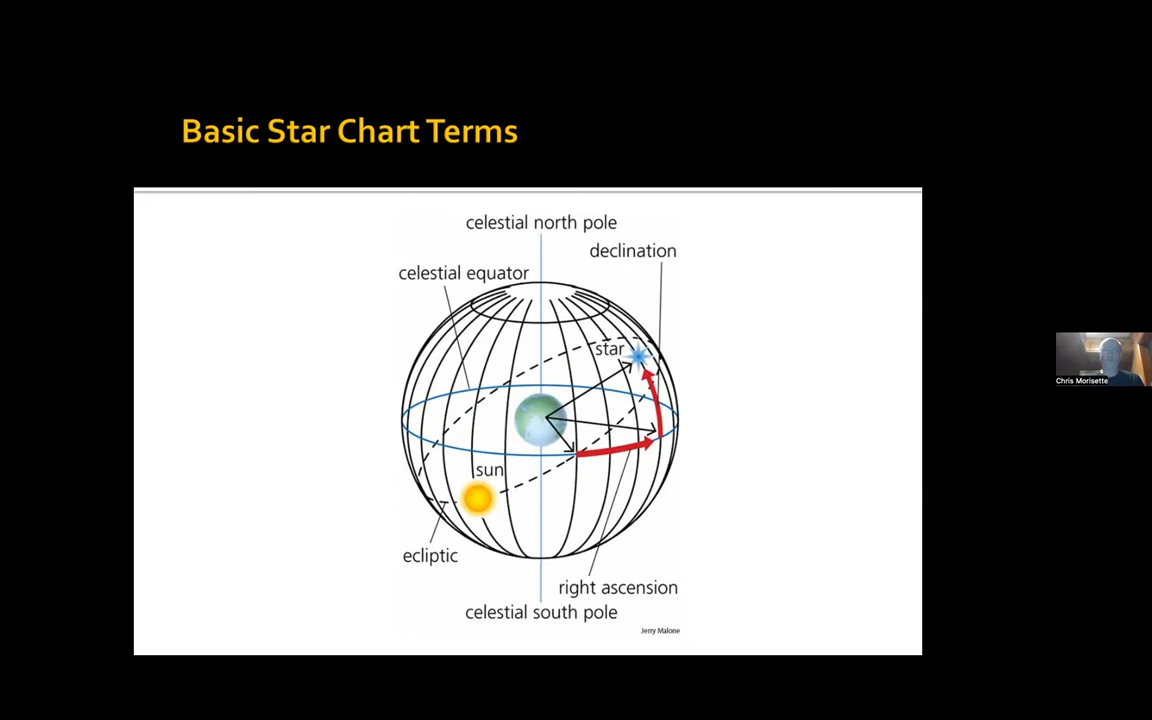 Basic Star Chart Terms
celestial north pole
declination
celestial equator
star
sun
ecliptic
right ascension
celestial south pole
Jerry Malone
Chris Morisette